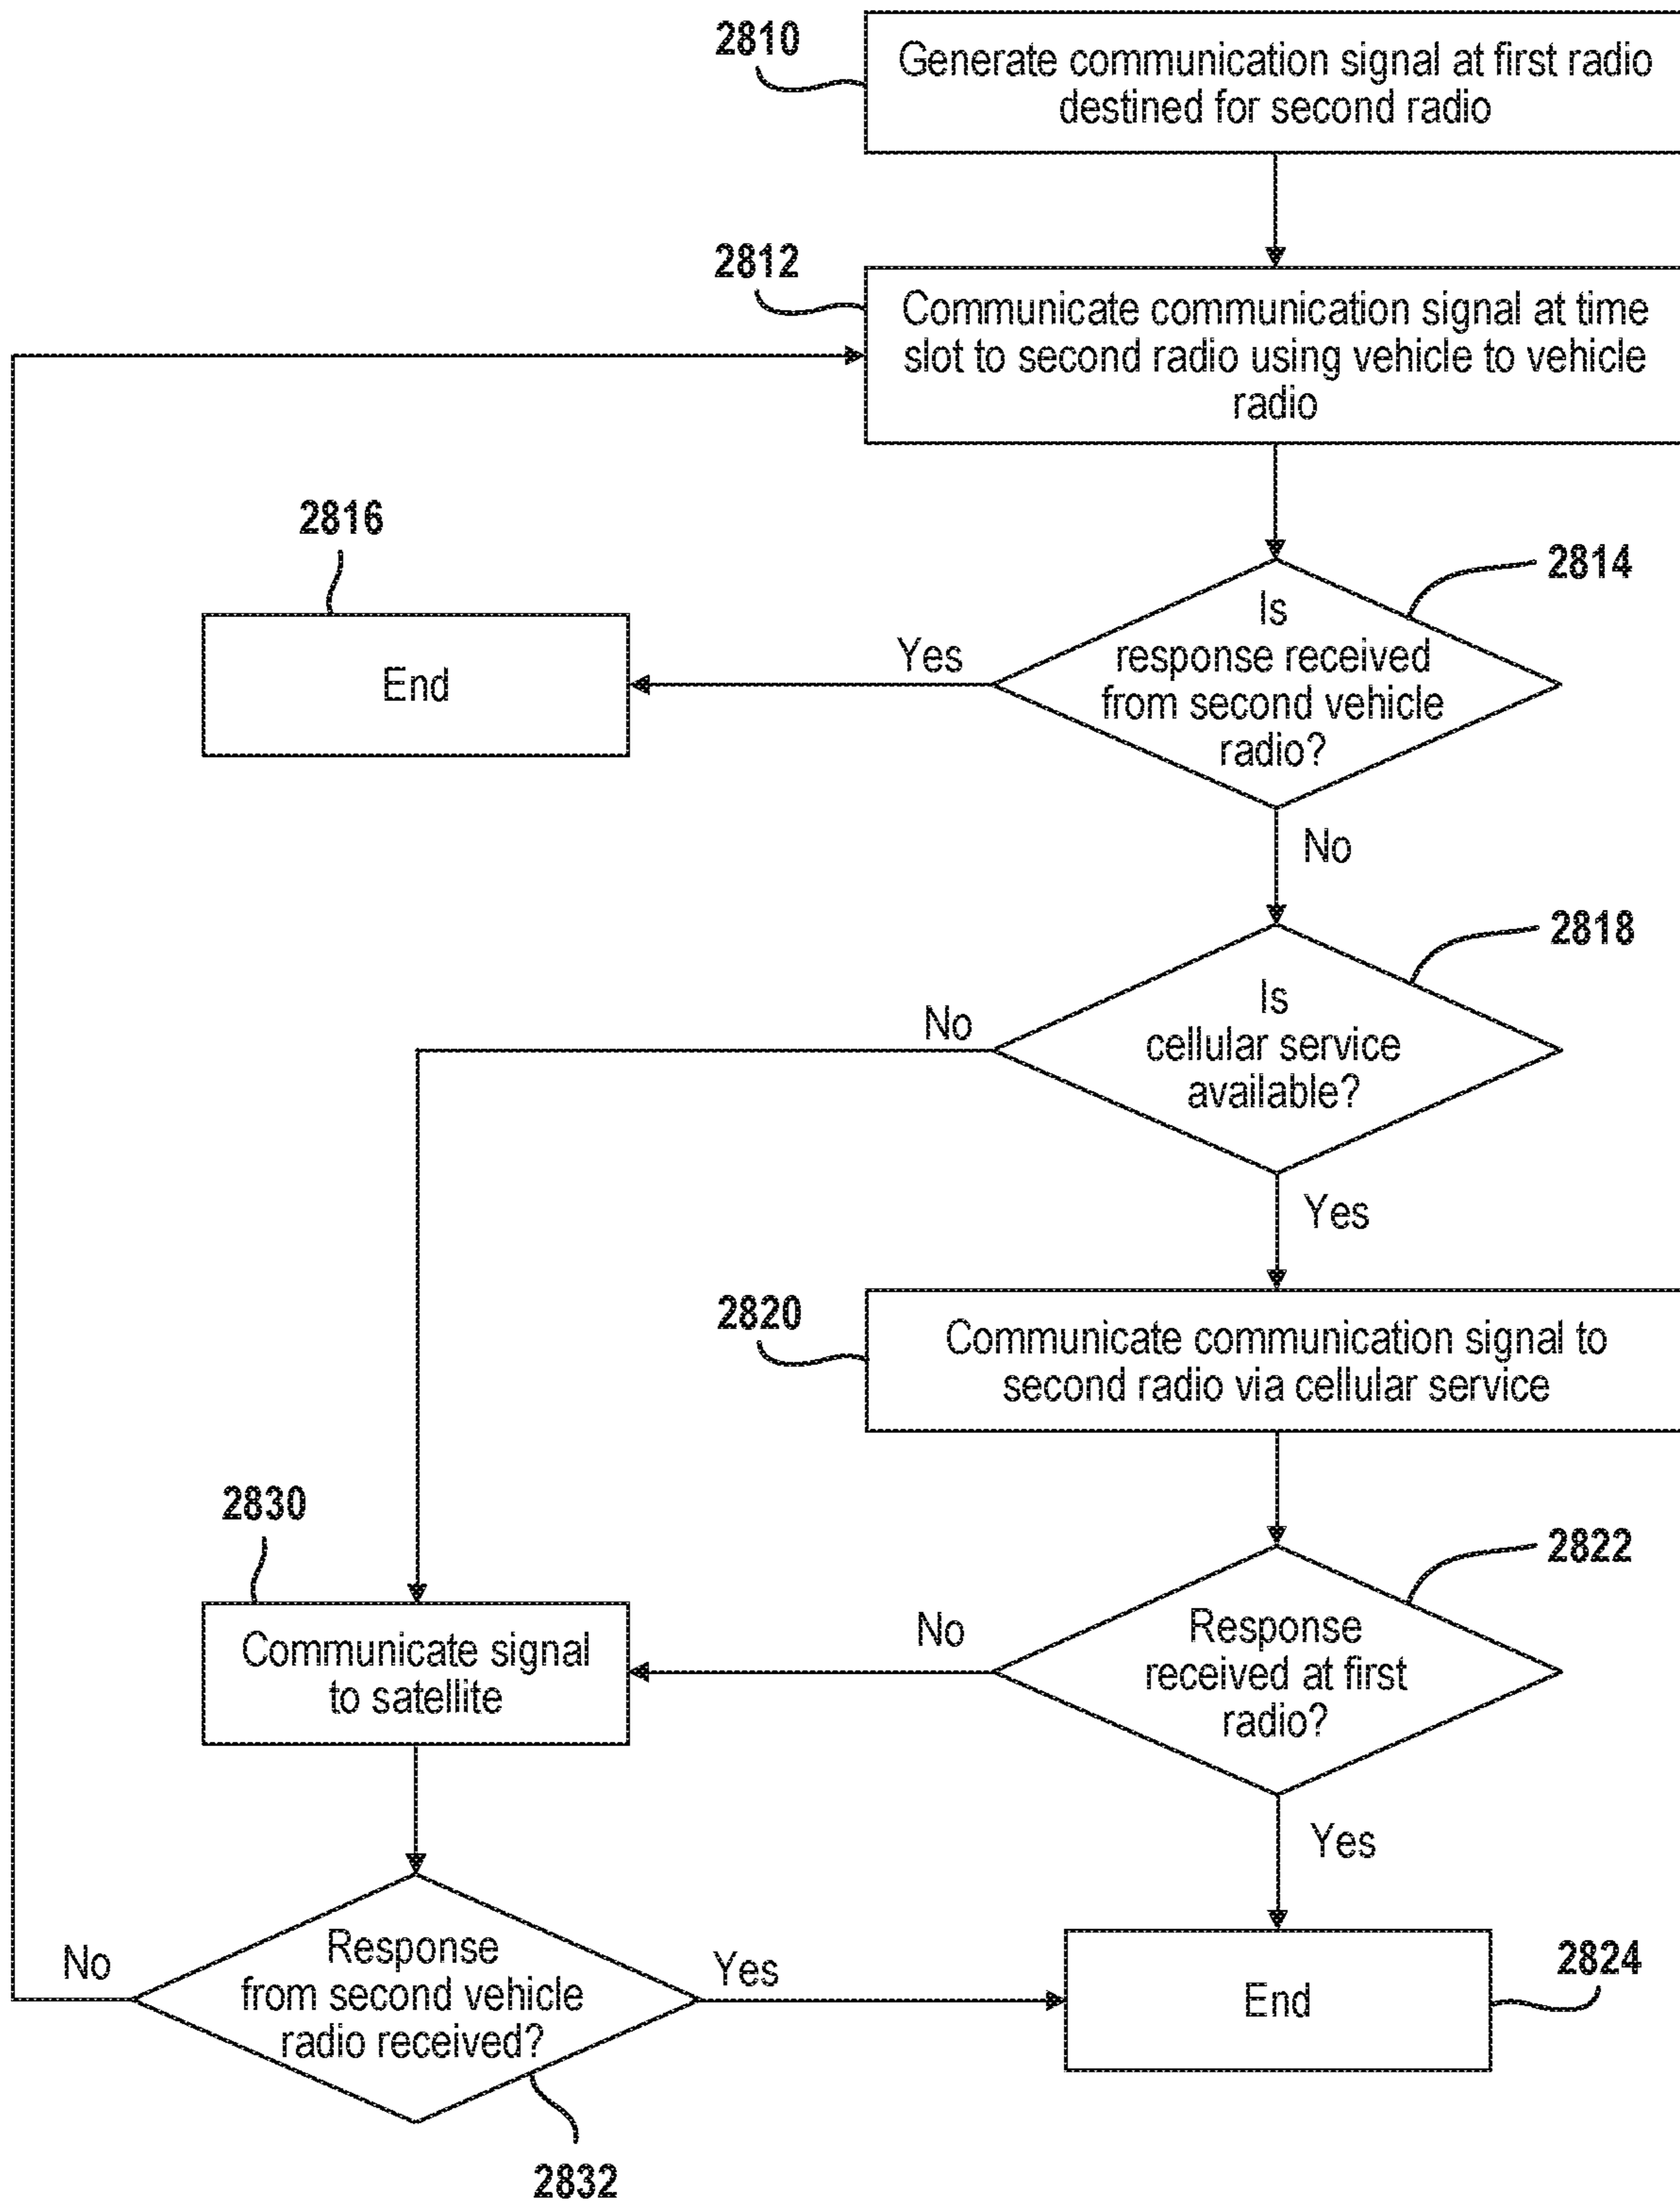 2810
Generate communication signal at first radio
destined for second radio
2812
Communicate communication signal at time
slot to second radio using vehicle to vehicle
radio
2816
End
2814
Is
response received
from second vehicle
radio?
Yes
No
2818
Is
cellular service
available?
No
Yes
2820
Communicate communication signal to
second radio via cellular service
2830
Communicate signal
to satellite
2822
Response
received at first
radio?
No
Yes
Response
from second vehicle
radio received?
No
Yes
2832
End
2824